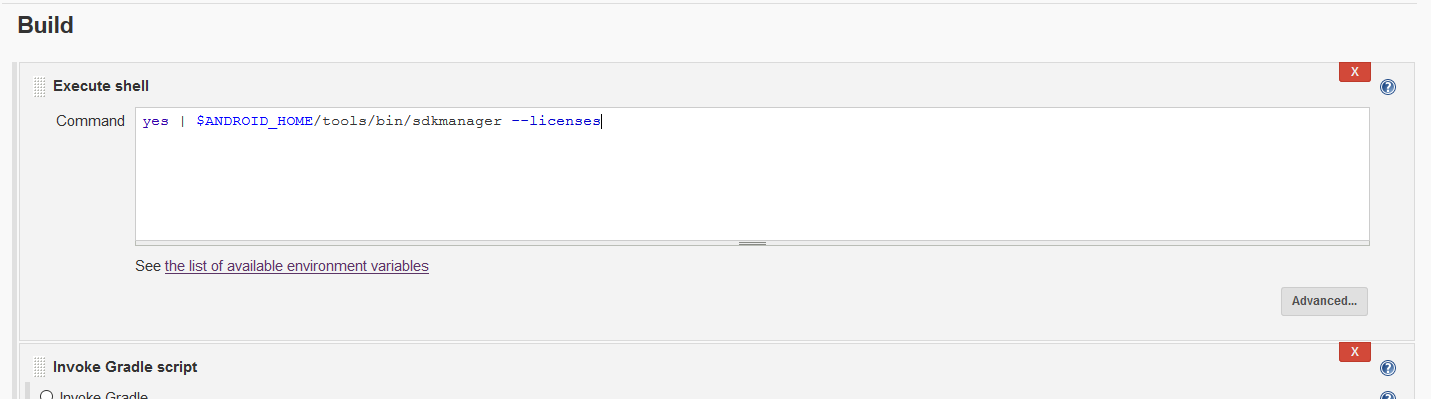 Build
X
Execute shell
?
Command
yes | $ANDROID_HOME/tools/bin/sdkmanager --licenses
See the list of available environment variables
Advanced...
X
Invoke Gradle script
?
Invoke Gradle
?